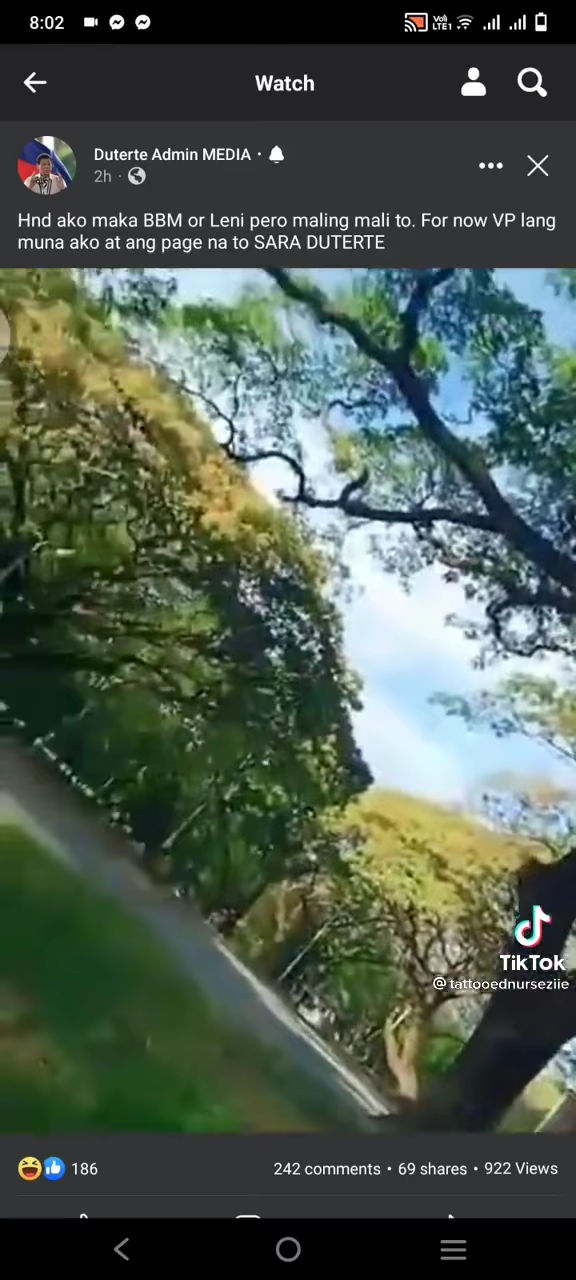 8:02
Vo))
LTE1
Watch
Duterte Admin MEDIA ·
2h ·
Hnd ako maka BBM or Leni pero maling mali to. For now VP lang
muna ako at ang page na to SARA DUTERTE
TikTok
@tattooednurseziie
186
242 comments • 69 shares • 922 Views